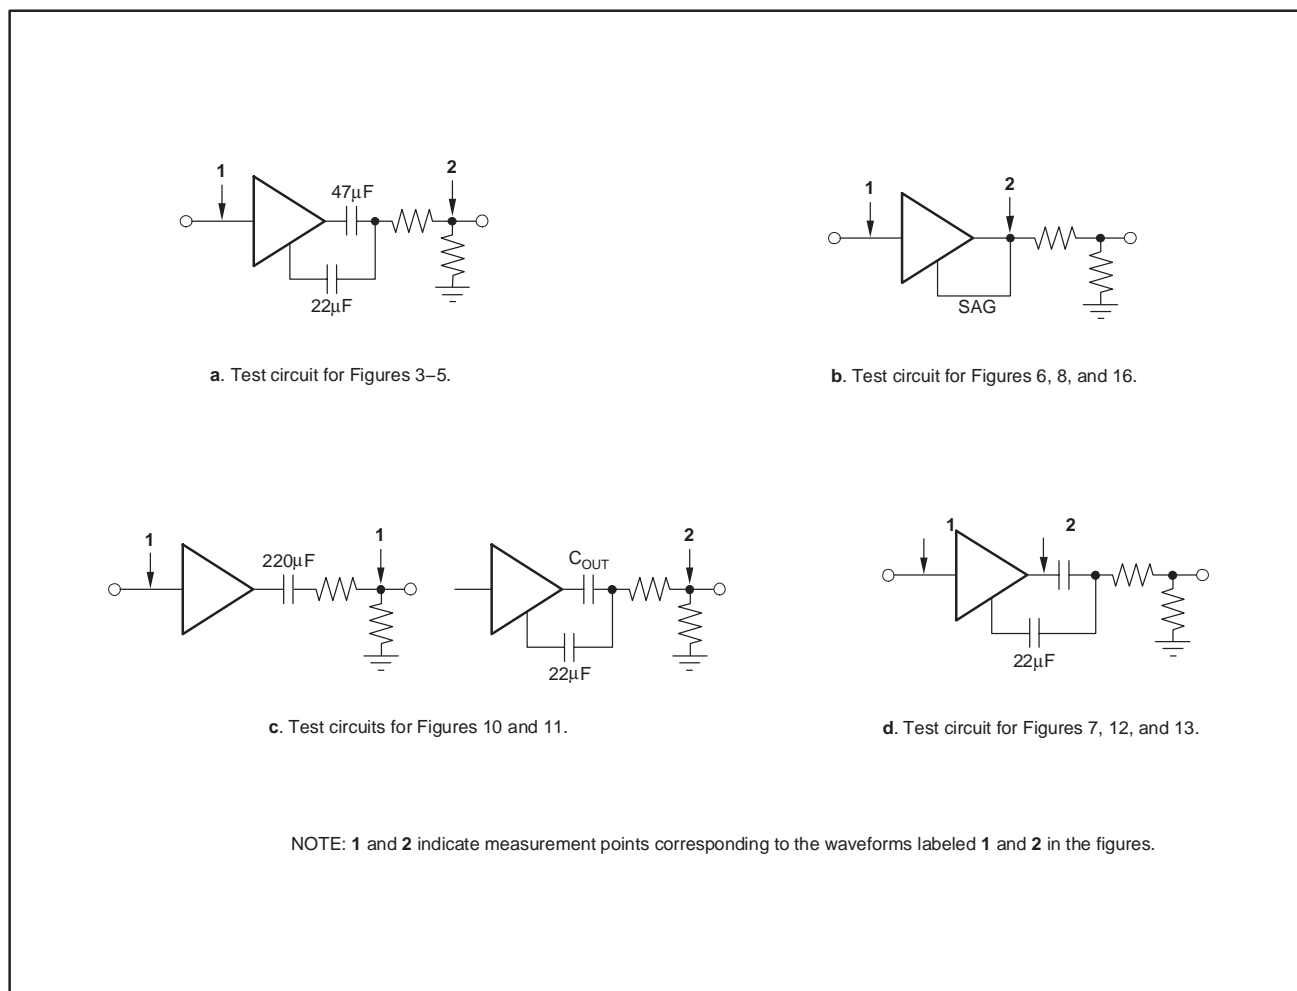 1
2
47μF
22μF
a. Test circuit for Figures 3–5.
1
2
SAG
b. Test circuit for Figures 6, 8, and 16.
1
220μF
1
COUT
2
22μF
c. Test circuits for Figures 10 and 11.
1
2
22μF
d. Test circuit for Figures 7, 12, and 13.
NOTE: 1 and 2 indicate measurement points corresponding to the waveforms labeled 1 and 2 in the figures.